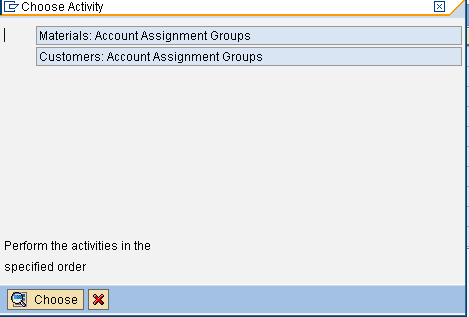 Choose Activity
Materials: Account Assignment Groups
Customers: Account Assignment Groups
Perform the activities in the
specified order
Choose